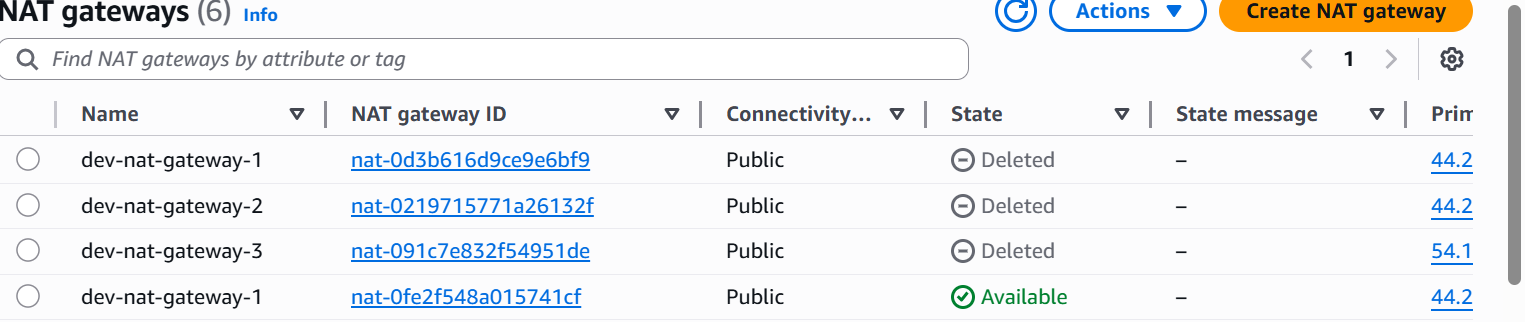 NAT gateways (6) Info Actions Create NAT gateway
Find NAT gateways by attribute or tag 1
Name NAT gateway ID Connectivity... State State message Prim
dev-nat-gateway-1 nat-0d3b616d9ce9e6bf9 Public Deleted – 44.2
dev-nat-gateway-2 nat-0219715771a26132f Public Deleted – 44.2
dev-nat-gateway-3 nat-091c7e832f54951de Public Deleted – 54.1
dev-nat-gateway-1 nat-0fe2f548a015741cf Public Available – 44.2